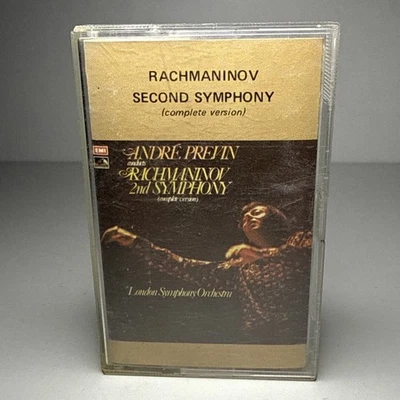 RACHMANINOV
SECOND SYMPHONY
(complete version)
EMI
ANDRÉ PREVIN
conducts
RACHMANINOV
2nd SYMPHONY
(complete version)
London Symphony Orchestra